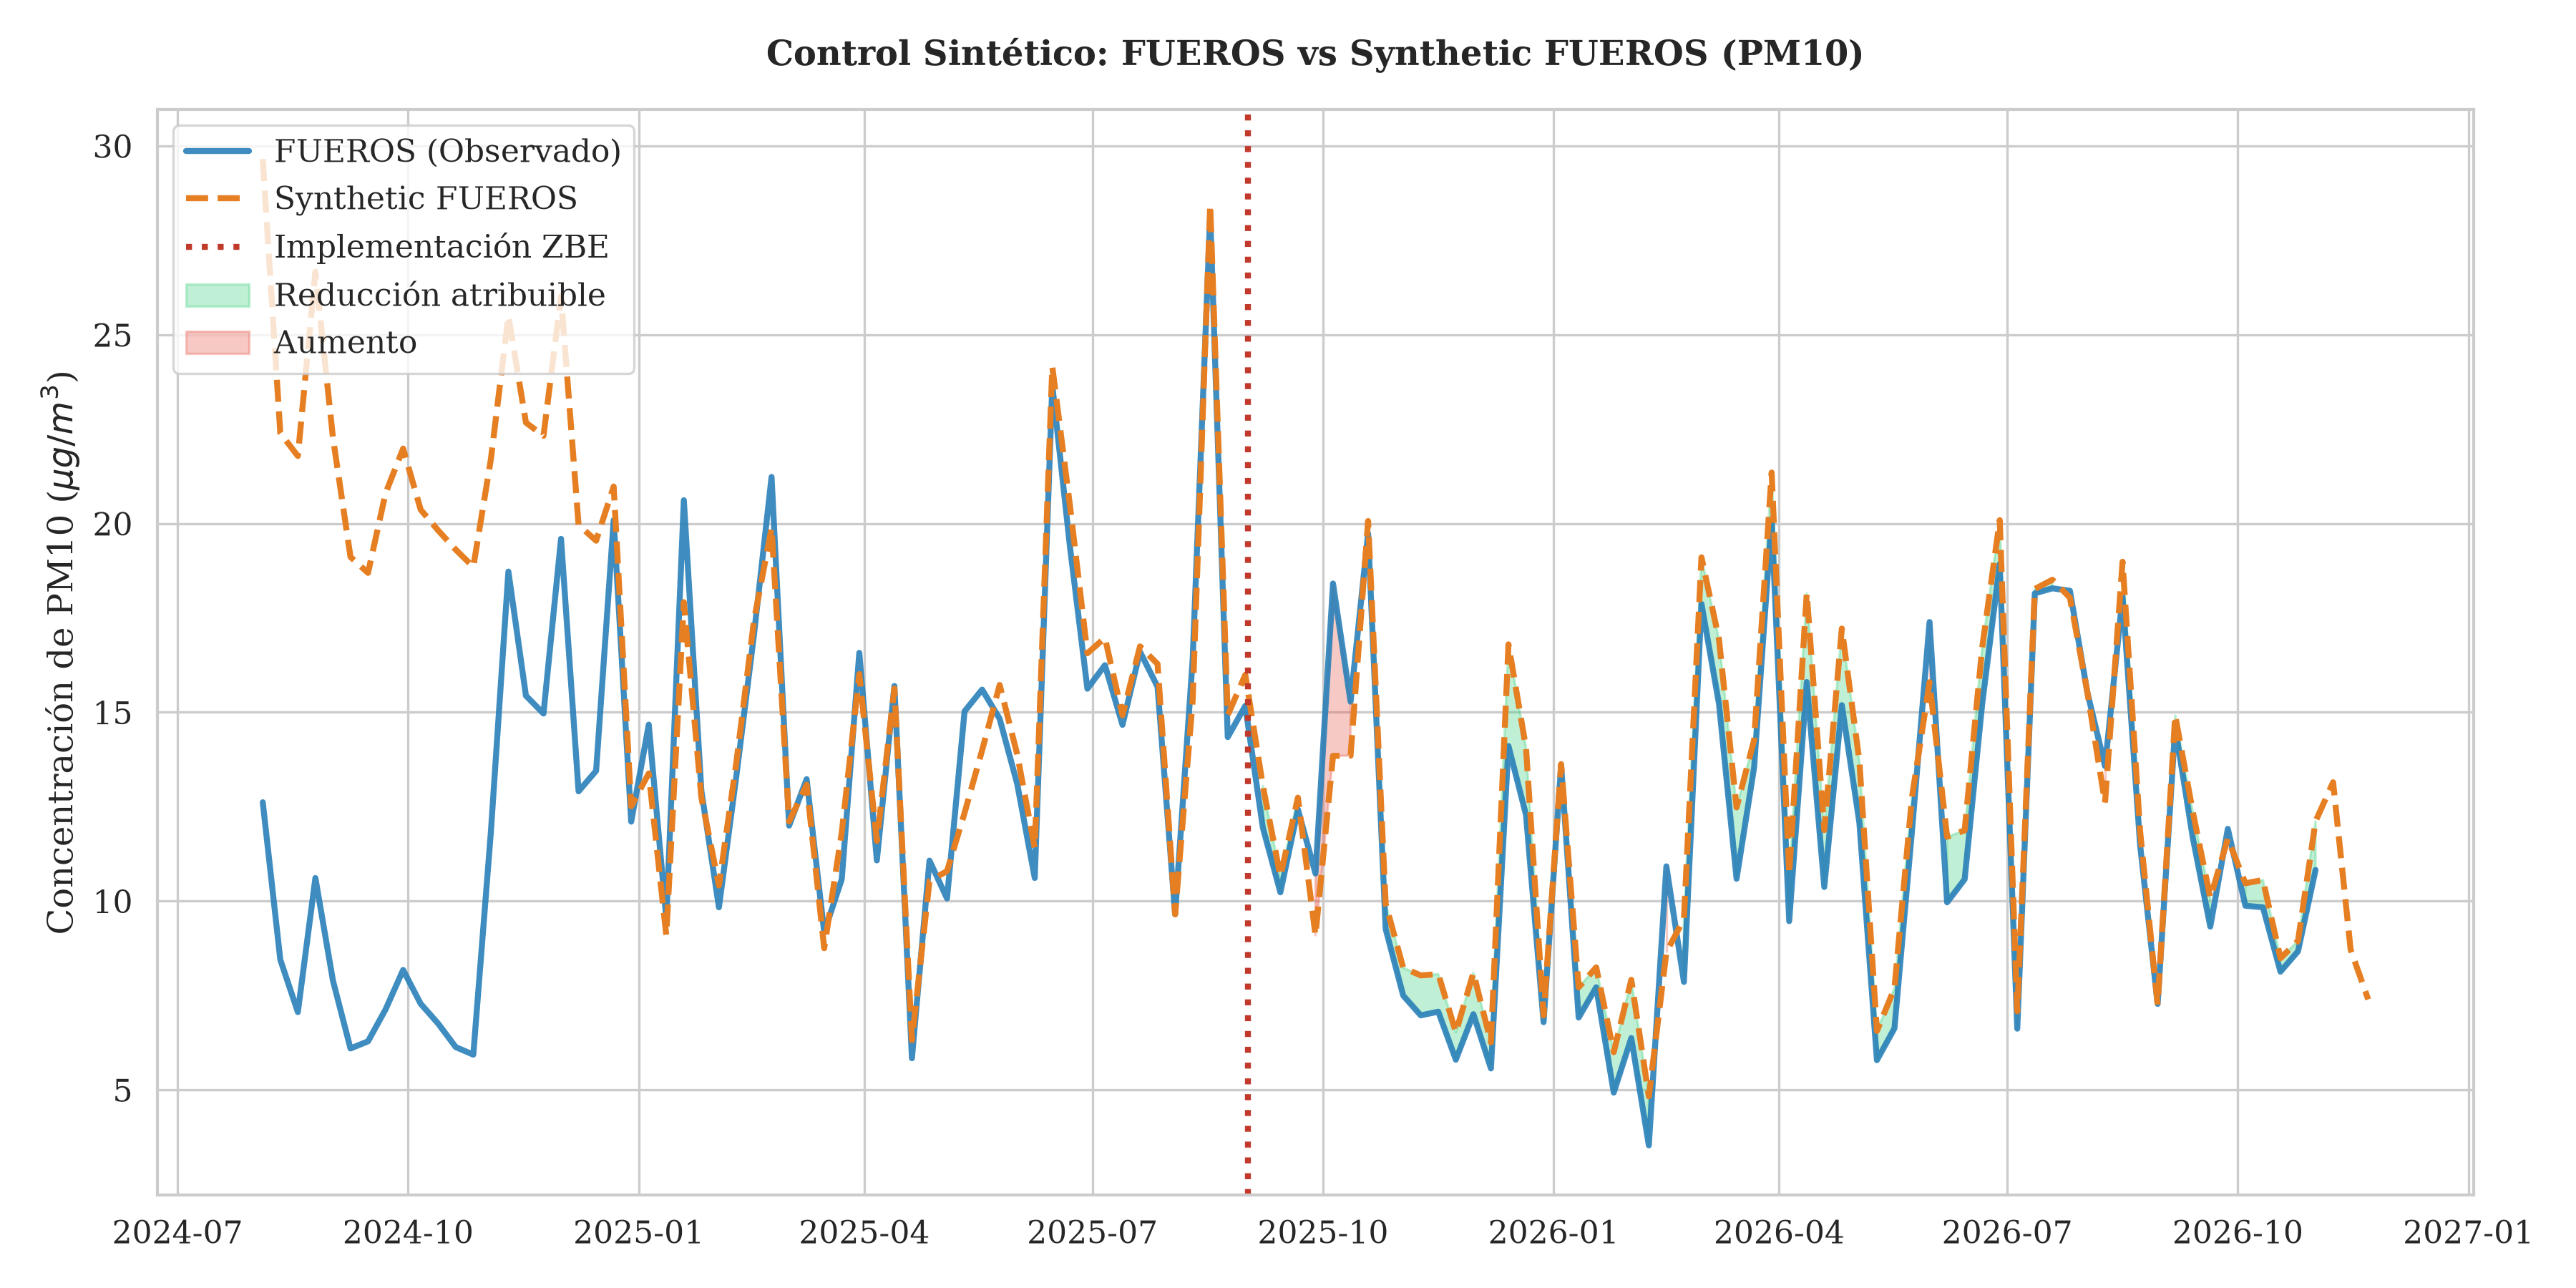 Control Sintético: FUEROS vs Synthetic FUEROS (PM10)
FUEROS (Observado)
Synthetic FUEROS
Implementación ZBE
Reducción atribuible
Aumento
Concentración de PM10 (μg/m³)
30
25
20
15
10
5
2024-07
2024-10
2025-01
2025-04
2025-07
2025-10
2026-01
2026-04
2026-07
2026-10
2027-01